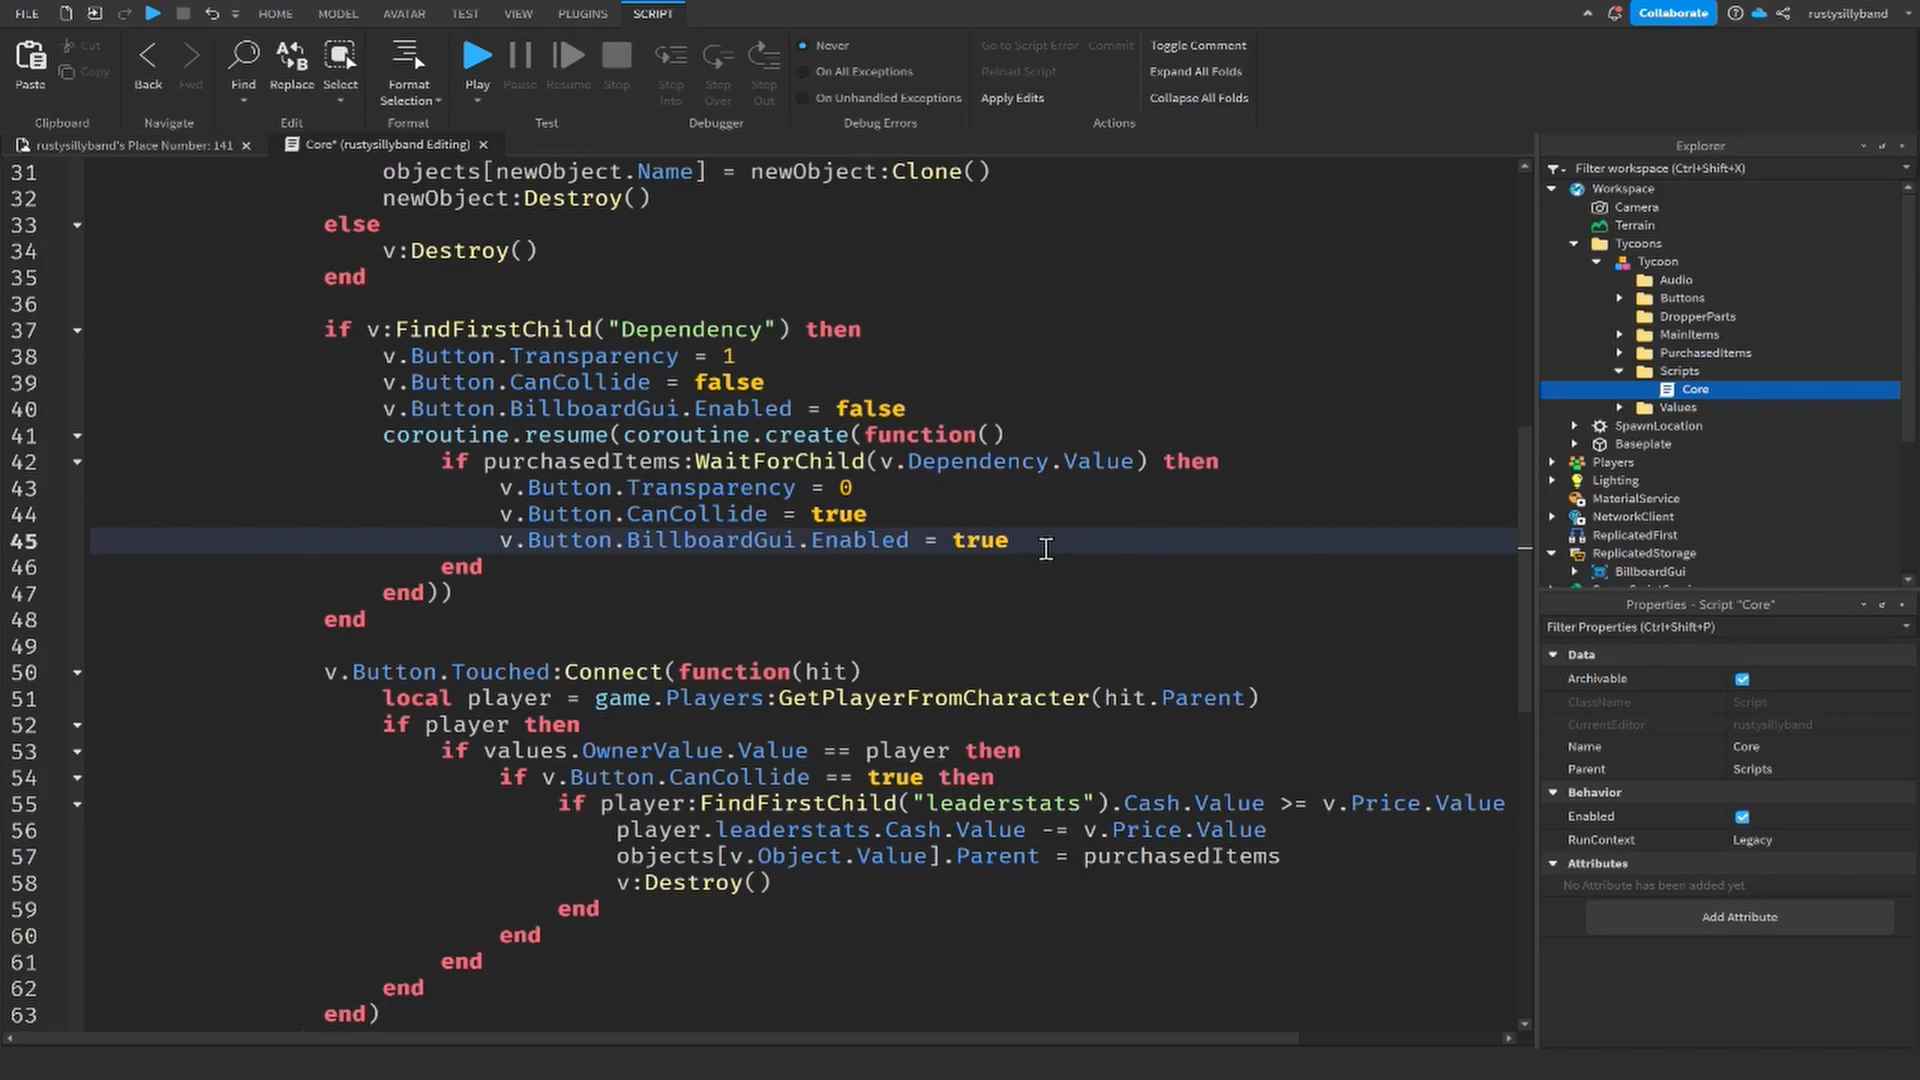 FILE HOME MODEL AVATAR TEST VIEW PLUGINS SCRIPT Collaborate rustysillyband
Paste Cut Copy Back Fwd Find Replace Select Format Selection Play Pause Resume Stop Step Into Step Over Step Out
Never
On All Exceptions
On Unhandled Exceptions
Go to Script Error Commit
Reload Script
Apply Edits
Toggle Comment
Expand All Folds
Collapse All Folds
Clipboard Navigate Edit Format Test Debugger Debug Errors Actions
rustysillyband's Place Number: 141 Core* (rustysillyband Editing)
31 objects[newObject.Name] = newObject:Clone()
32 newObject:Destroy()
33 else
34 v:Destroy()
35 end
36
37 if v:FindFirstChild("Dependency") then
38 v.Button.Transparency = 1
39 v.Button.CanCollide = false
40 v.Button.BillboardGui.Enabled = false
41 coroutine.resume(coroutine.create(function()
42 if purchasedItems:WaitForChild(v.Dependency.Value) then
43 v.Button.Transparency = 0
44 v.Button.CanCollide = true
45 v.Button.BillboardGui.Enabled = true
46 end
47 end))
48 end
49
50 v.Button.Touched:Connect(function(hit)
51 local player = game.Players:GetPlayerFromCharacter(hit.Parent)
52 if player then
53 if values.OwnerValue.Value == player then
54 if v.Button.CanCollide == true then
55 if player:FindFirstChild("leaderstats").Cash.Value >= v.Price.Value
56 player.leaderstats.Cash.Value -= v.Price.Value
57 objects[v.Object.Value].Parent = purchasedItems
58 v:Destroy()
59 end
60 end
61 end
62 end
63 end)
Explorer
Filter workspace (Ctrl+Shift+X)
Workspace
Camera
Terrain
Tycoons
Tycoon
Audio
Buttons
DropperParts
MainItems
PurchasedItems
Scripts
Core
Values
SpawnLocation
Baseplate
Players
Lighting
MaterialService
NetworkClient
ReplicatedFirst
ReplicatedStorage
BillboardGui
Properties - Script "Core"
Filter Properties (Ctrl+Shift+P)
Data
Archivable
ClassName Script
CurrentEditor rustysillyband
Name Core
Parent Scripts
Behavior
Enabled
RunContext Legacy
Attributes
No Attribute has been added yet
Add Attribute